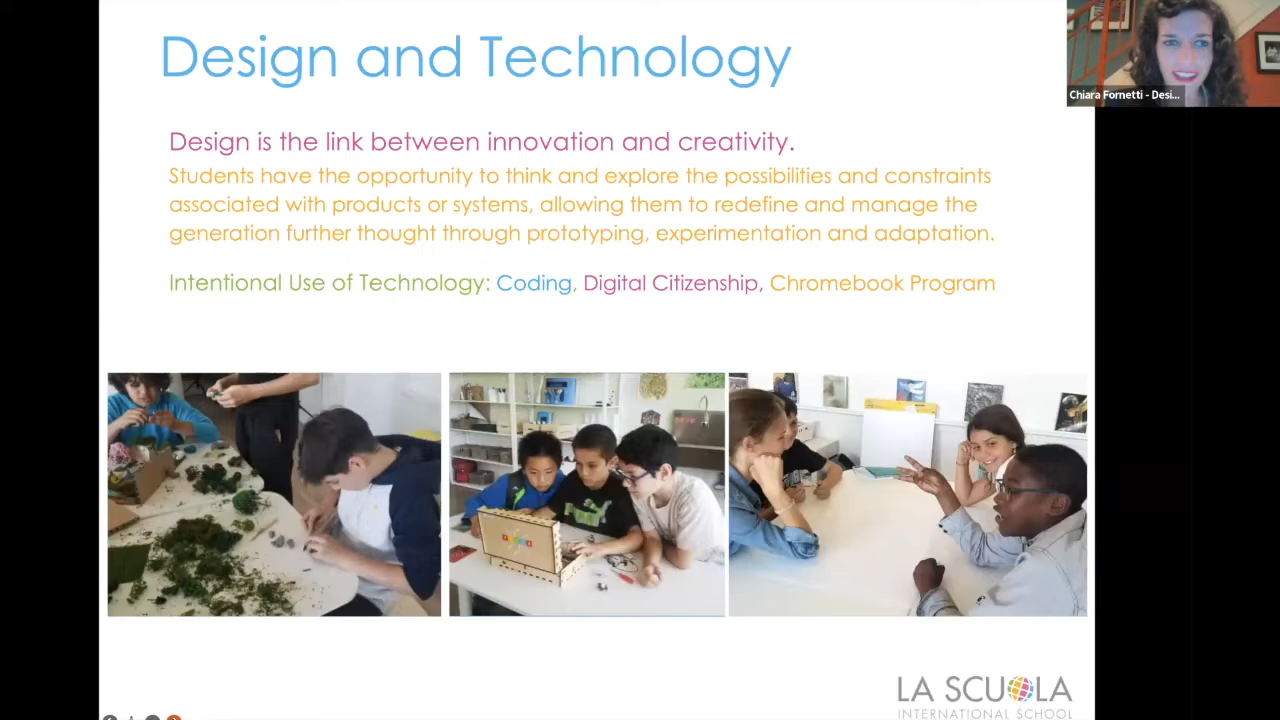 Design and Technology
Chiara Fornetti - Desi...
Design is the link between innovation and creativity.
Students have the opportunity to think and explore the possibilities and constraints
associated with products or systems, allowing them to redefine and manage the
generation further thought through prototyping, experimentation and adaptation.
Intentional Use of Technology: Coding, Digital Citizenship, Chromebook Program
LA SCUOLA
INTERNATIONAL SCHOOL